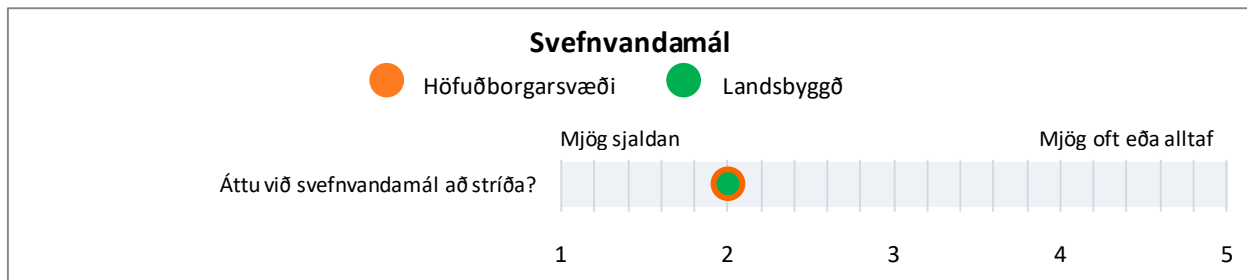 Svefnvandamál
Höfuðborgarsvæði Landsbyggð
Mjög sjaldan Mjög oft eða alltaf
Áttu við svefnvandamál að stríða?
1 2 3 4 5